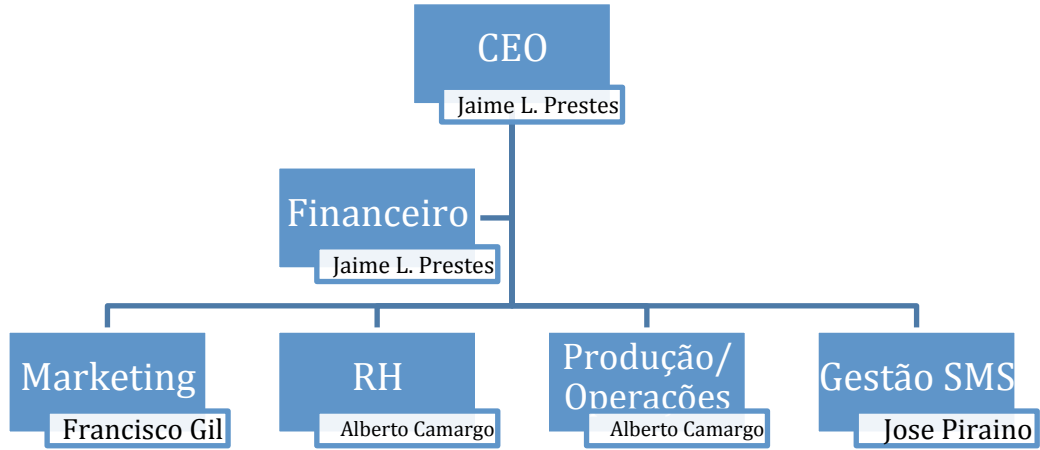 CEO
Jaime L. Prestes
Financeiro
Jaime L. Prestes
Marketing
Francisco Gil
RH
Alberto Camargo
Produção/
Operações
Alberto Camargo
Gestão SMS
Jose Piraino